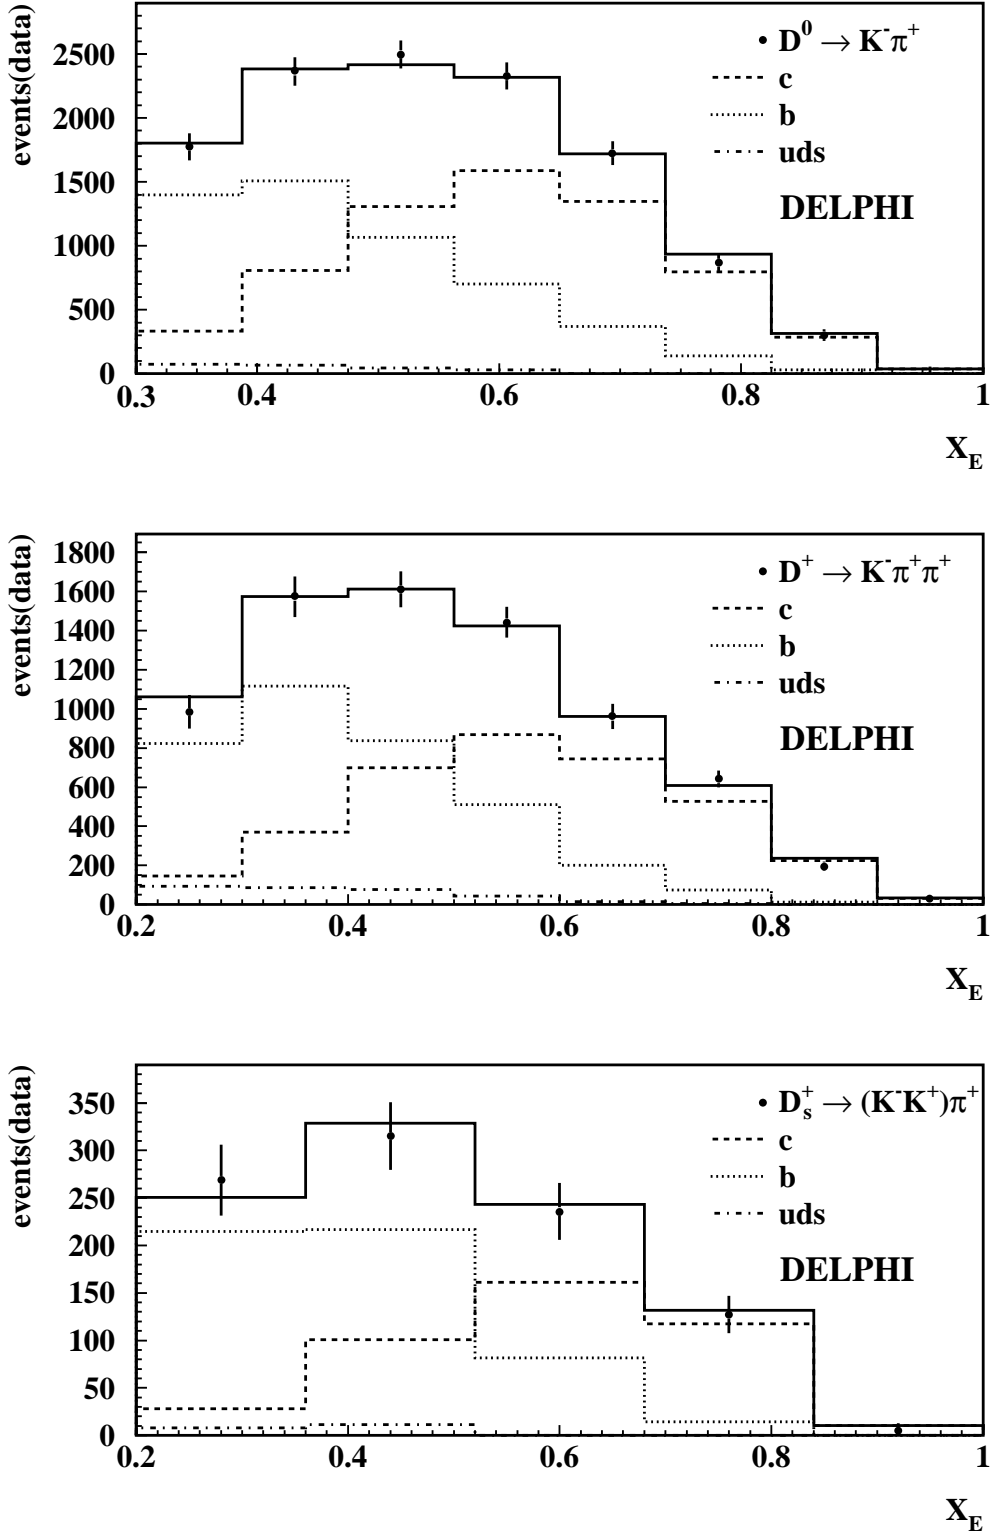 events(data)
2500
2000
1500
1000
500
0
0.3 0.4 0.6 0.8 1
X_E
• D⁰ → K⁻π⁺
c
b
uds
DELPHI
events(data)
1800
1600
1400
1200
1000
800
600
400
200
0
0.2 0.4 0.6 0.8 1
X_E
• D⁺ → K⁻π⁺π⁺
c
b
uds
DELPHI
events(data)
350
300
250
200
150
100
50
0
0.2 0.4 0.6 0.8 1
X_E
• D_s⁺ → (K⁻K⁺)π⁺
c
b
uds
DELPHI